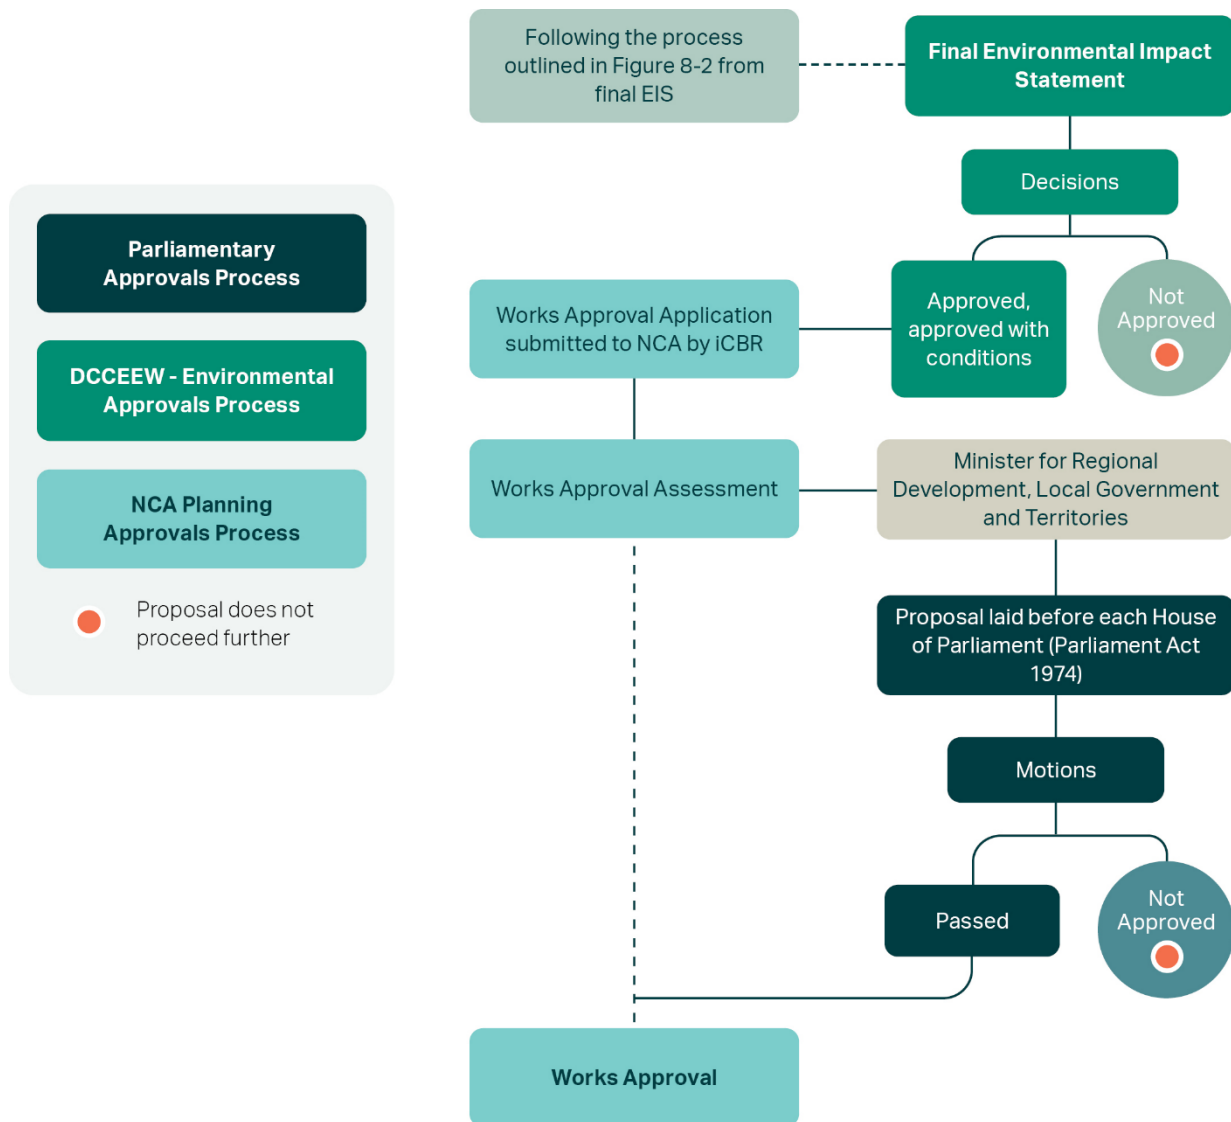 Following the process
outlined in Figure 8-2 from
final EIS
Final Environmental Impact
Statement
Decisions
Parliamentary
Approvals Process
DCCEEW - Environmental
Approvals Process
NCA Planning
Approvals Process
Proposal does not
proceed further
Works Approval Application
submitted to NCA by iCBR
Approved,
approved with
conditions
Not
Approved
Works Approval Assessment
Minister for Regional
Development, Local Government
and Territories
Proposal laid before each House
of Parliament (Parliament Act
1974)
Motions
Passed
Not
Approved
Works Approval